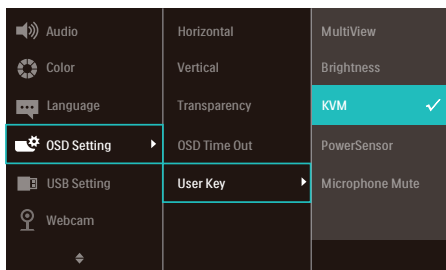 Audio
Color
Language
OSD Setting
USB Setting
Webcam
Horizontal
Vertical
Transparency
OSD Time Out
User Key
MultiView
Brightness
KVM
PowerSensor
Microphone Mute